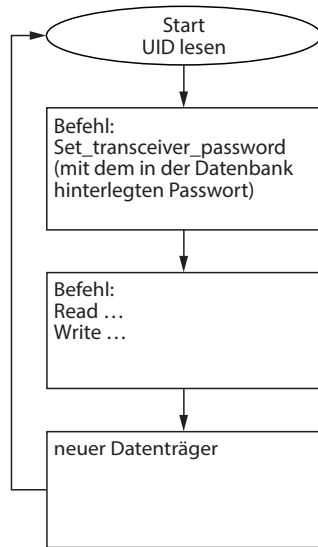 Start
UID lesen
Befehl:
Set_transceiver_password
(mit dem in der Datenbank
hinterlegten Passwort)
Befehl:
Read …
Write …
neuer Datenträger